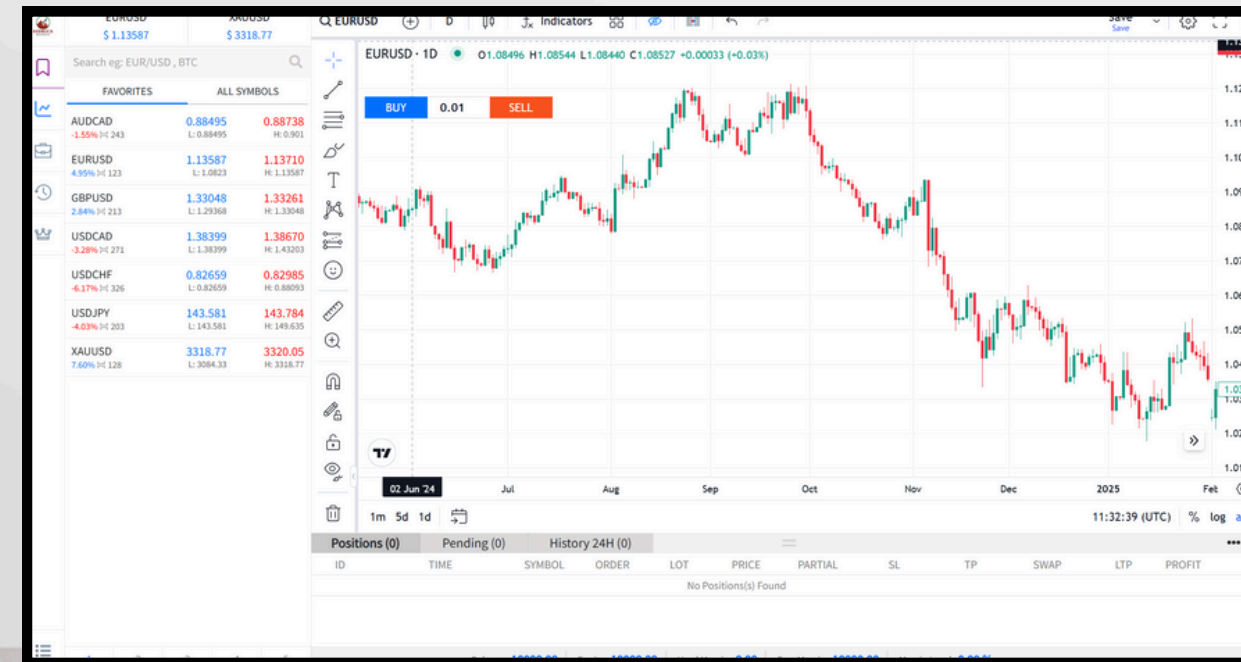 EURUSD XAUUSD
$ 1.13587 $ 3318.77
Search eg: EUR/USD , BTC
FAVORITES ALL SYMBOLS
AUDCAD 0.88495 0.88738
-1.55% 243 L: 0.88495 H: 0.901
EURUSD 1.13587 1.13710
4.95% 123 L: 1.0823 H: 1.13587
GBPUSD 1.33048 1.33261
2.84% 213 L: 1.29368 H: 1.33048
USDCAD 1.38399 1.38670
-3.28% 271 L: 1.38399 H: 1.43203
USDCHF 0.82659 0.82985
-6.17% 326 L: 0.82659 H: 0.88093
USDJPY 143.581 143.784
-4.03% 203 L: 143.581 H: 149.635
XAUUSD 3318.77 3320.05
7.60% 128 L: 3084.33 H: 3318.77
EURUSD D Indicators Save
Save
EURUSD · 1D O1.08496 H1.08544 L1.08440 C1.08527 +0.00033 (+0.03%)
BUY 0.01 SELL
1.12
1.11
1.10
1.09
1.08
1.07
1.06
1.05
1.04
1.03
1.03
1.02
1.01
02 Jun '24 Jul Aug Sep Oct Nov Dec 2025 Feb
1m 5d 1d 11:32:39 (UTC) % log a
Positions (0) Pending (0) History 24H (0)
ID TIME SYMBOL ORDER LOT PRICE PARTIAL SL TP SWAP LTP PROFIT
No Positions(s) Found